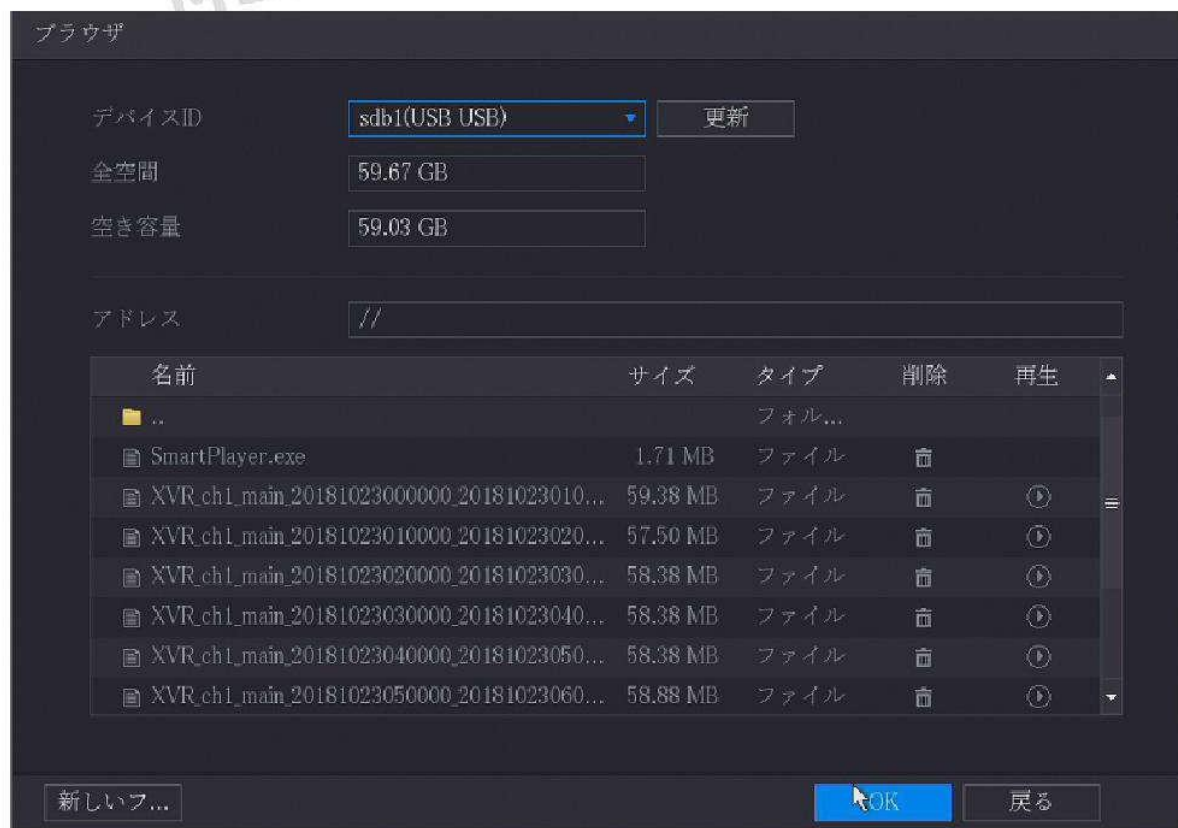 ブラウザ
デバイスID sdb1(USB USB) 更新
全空間 59.67 GB
空き容量 59.03 GB
アドレス //
名前 サイズ タイプ 削除 再生
.. フォル...
SmartPlayer.exe 1.71 MB ファイル
XVR_ch1_main_20181023000000_20181023010... 59.38 MB ファイル
XVR_ch1_main_20181023010000_20181023020... 57.50 MB ファイル
XVR_ch1_main_20181023020000_20181023030... 58.38 MB ファイル
XVR_ch1_main_20181023030000_20181023040... 58.38 MB ファイル
XVR_ch1_main_20181023040000_20181023050... 58.38 MB ファイル
XVR_ch1_main_20181023050000_20181023060... 58.88 MB ファイル
新しいフ... OK 戻る